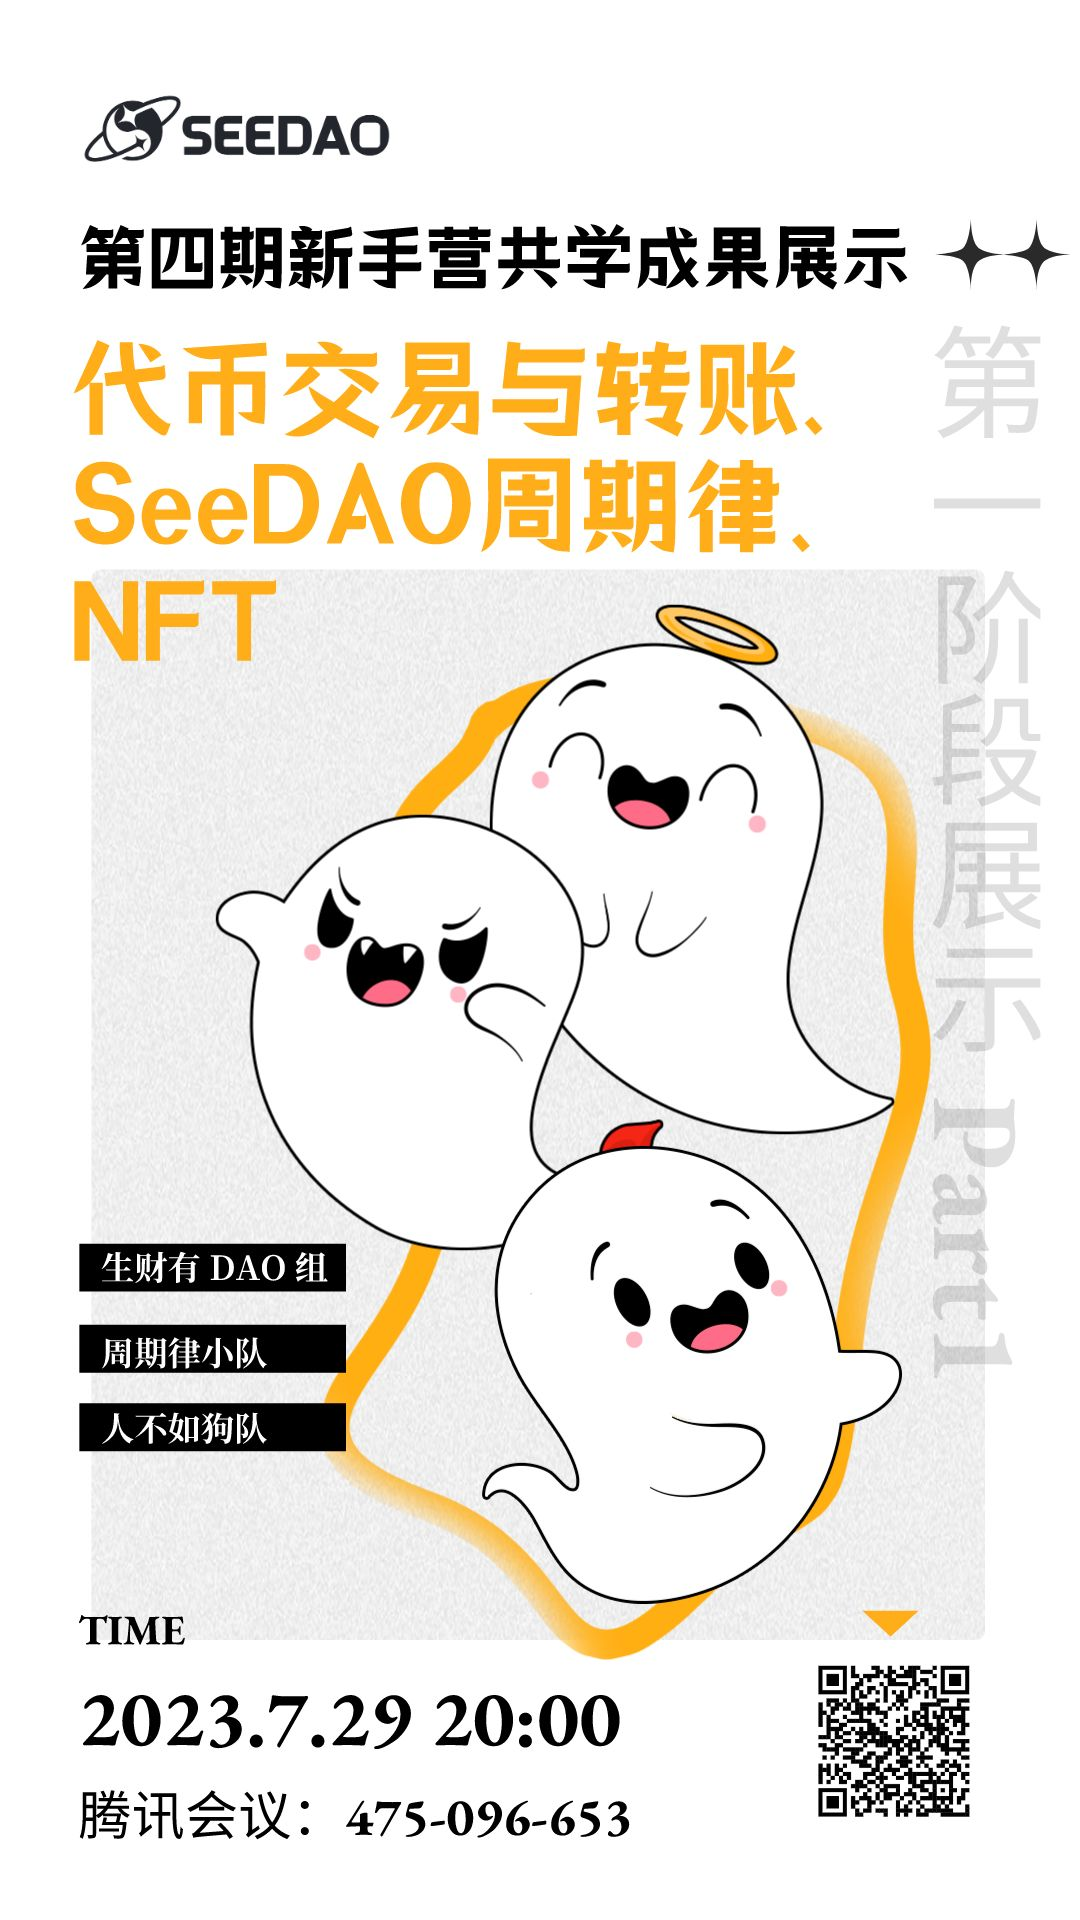 SEEDAO
第四期新手营共学成果展示
代币交易与转账、
SeeDAO周期律、
NFT
第一阶段展示 Part1
生财有 DAO 组
周期律小队
人不如狗队
TIME
2023.7.29 20:00
腾讯会议：475-096-653